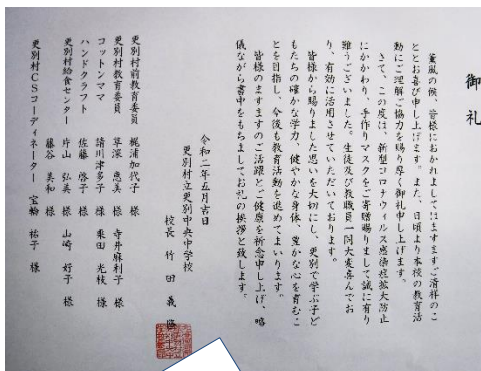 御礼
薫風の候、皆様におかれましてはますますご清祥のこ
ととお喜び申し上げます。また、日頃より本校の教育活
動にご理解ご協力を賜り厚く御礼申し上げます。
さて、この度は、新型コロナウィルス感染症拡大防止
にかかわり、手作りマスクをご寄贈賜りまして誠に有り
難うございました。生徒及び教職員一同大変喜んでお
り、有効に活用させていただいております。
皆様から賜りました思いを大切にし、更別で学ぶ子ど
もたちの確かな学力、健やかな身体、豊かな心を育むこ
とを目指し、今後も教育活動を進めてまいります。
皆様のますますのご活躍とご健康を祈念申し上げ、略
儀ながら書中をもちましてお礼の挨拶と致します。
令和二年五月吉日
更別村立更別中央中学校
校長 竹田 義
更別村前教育委員 梶浦加代子 様
更別村教育委員 草深 恵美 様 寺井麻利子 様
コットンママ 請川津多子 様 東田 光枝 様
ハンドクラフト 佐藤 啓子 様
更別村給食センター 片山 弘美 様 山崎 好子 様
藤谷 美和 様
更別村CSコーディネーター 宝輪 祐子 様